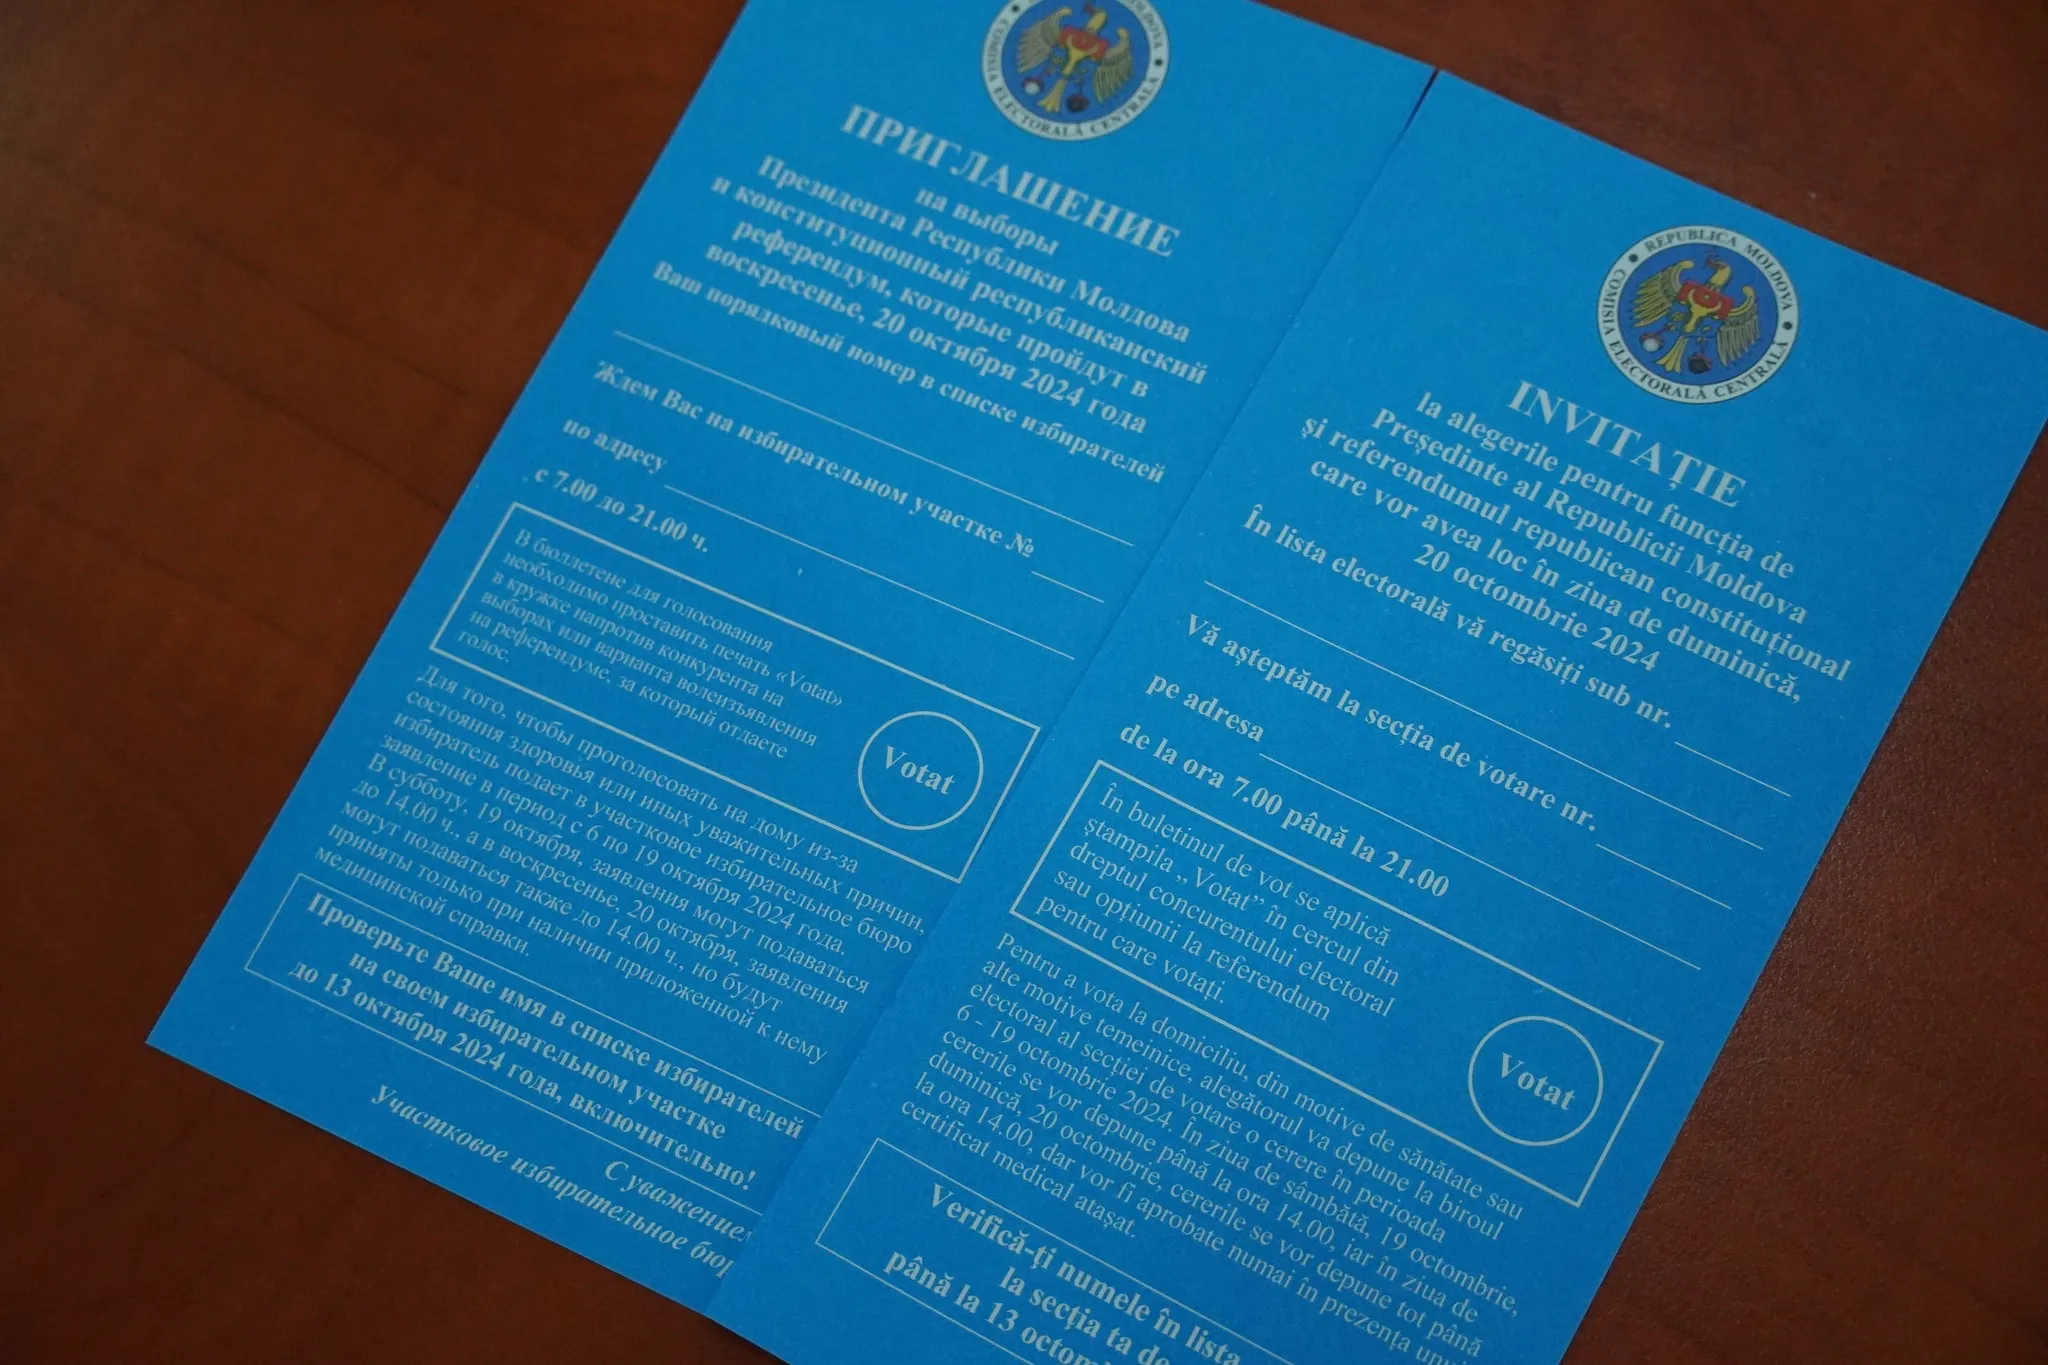 MOLDOVA
COMISIA ELECTORALĂ CENTRALĂ
ПРИГЛАШЕНИЕ
на выборы
Президента Республики Молдова
и конституционный республиканский
референдум, которые пройдут в
воскресенье, 20 октября 2024 года
Ваш порядковый номер в списке избирателей
Ждем Вас на избирательном участке №
по адресу
с 7.00 до 21.00 ч.
В бюллетене для голосования
необходимо проставить печать «Votat»
в кружке напротив конкурента на
выборах или варианта волеизъявления
на референдуме, за который отдаете
голос.
Votat
Для того, чтобы проголосовать на дому из-за
состояния здоровья или иных уважительных причин,
избиратель подает в участковое избирательное бюро
заявление в период с 6 по 19 октября 2024 года.
В субботу, 19 октября, заявления могут подаваться
до 14.00 ч., а в воскресенье, 20 октября, заявления
могут подаваться также до 14.00 ч., но будут
приняты только при наличии приложенной к нему
медицинской справки.
Проверьте Ваше имя в списке избирателей
на своем избирательном участке
до 13 октября 2024 года, включительно!
С уважением
Участковое избирательное бюр
REPUBLICA MOLDOVA
COMISIA ELECTORALĂ CENTRALĂ
INVITAȚIE
la alegerile pentru funcția de
Președinte al Republicii Moldova
și referendumul republican constituțional
care vor avea loc în ziua de duminică,
20 octombrie 2024
În lista electorală vă regăsiți sub nr.
Vă așteptăm la secția de votare nr.
pe adresa
de la ora 7.00 până la 21.00
În buletinul de vot se aplică
ștampila „ Votat” în cercul din
dreptul concurentului electoral
sau opțiunii la referendum
pentru care votați.
Votat
Pentru a vota la domiciliu, din motive de sănătate sau
alte motive temeinice, alegătorul va depune la biroul
electoral al secției de votare o cerere în perioada
6 - 19 octombrie 2024. În ziua de sâmbătă, 19 octombrie,
cererile se vor depune până la ora 14.00, iar în ziua de
duminică, 20 octombrie, cererile se vor depune tot până
la ora 14.00, dar vor fi aprobate numai în prezența unui
certificat medical atașat.
Verifică-ți numele în lista
la secția ta de
până la 13 octom